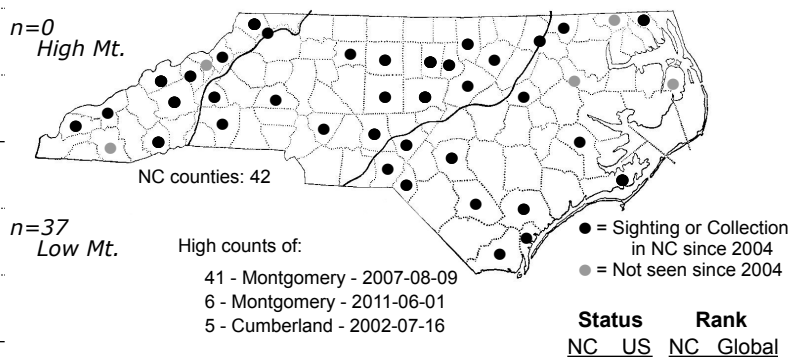 n=0
High Mt.
NC counties: 42
n=37
Low Mt.
High counts of:
41 - Montgomery - 2007-08-09
6 - Montgomery - 2011-06-01
5 - Cumberland - 2002-07-16
● = Sighting or Collection
in NC since 2004
● = Not seen since 2004
Status Rank
NC US NC Global